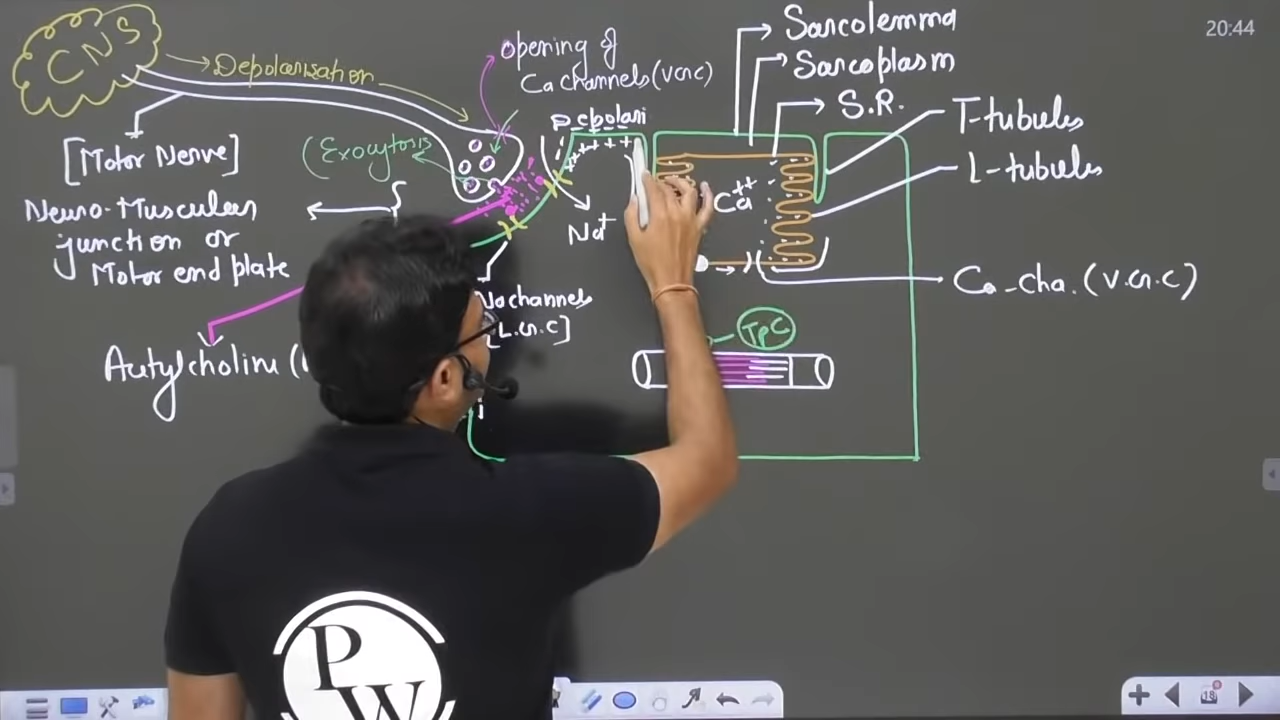 20:44
CNS
Depolarisation
opening of
Ca channels (VGC)
Sarcolemma
Sarcoplasm
S.R.
T-tubules
L-tubules
[Motor Nerve]
(Exocytosis
Neuro-Muscular
junction or
Motor end plate
Na+
Ca++
Ca-cha. (V.G.C)
Na channels
[L.G.C]
TpC
PW